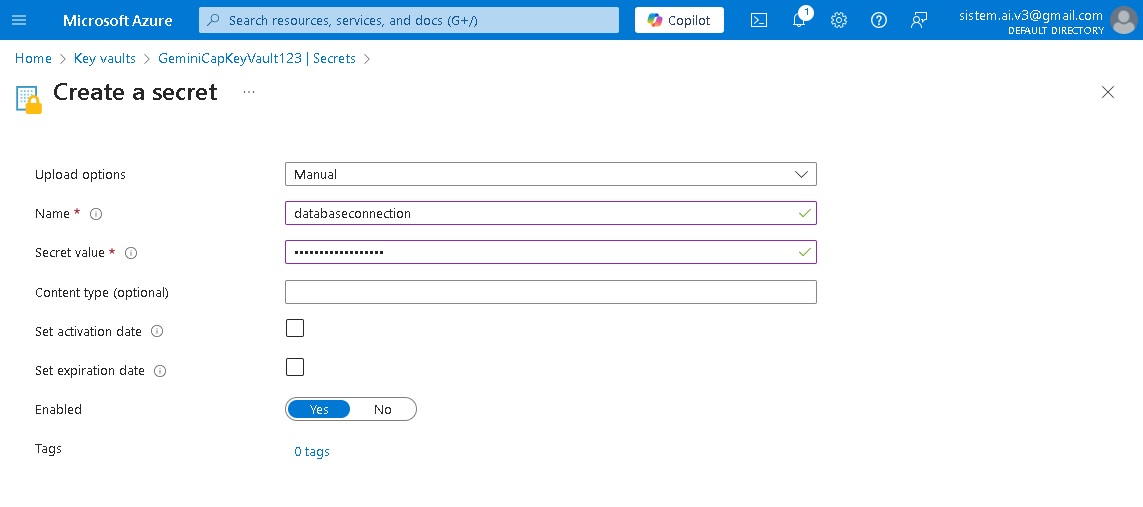 Microsoft Azure
Search resources, services, and docs (G+/)
Copilot
1
sistem.ai.v3@gmail.com
DEFAULT DIRECTORY
Home > Key vaults > GeminiCapKeyVault123 | Secrets >
Create a secret ...
Upload options
Manual
Name *
databaseconnection
Secret value *
••••••••••••••••••
Content type (optional)
Set activation date
Set expiration date
Enabled
Yes No
Tags
0 tags